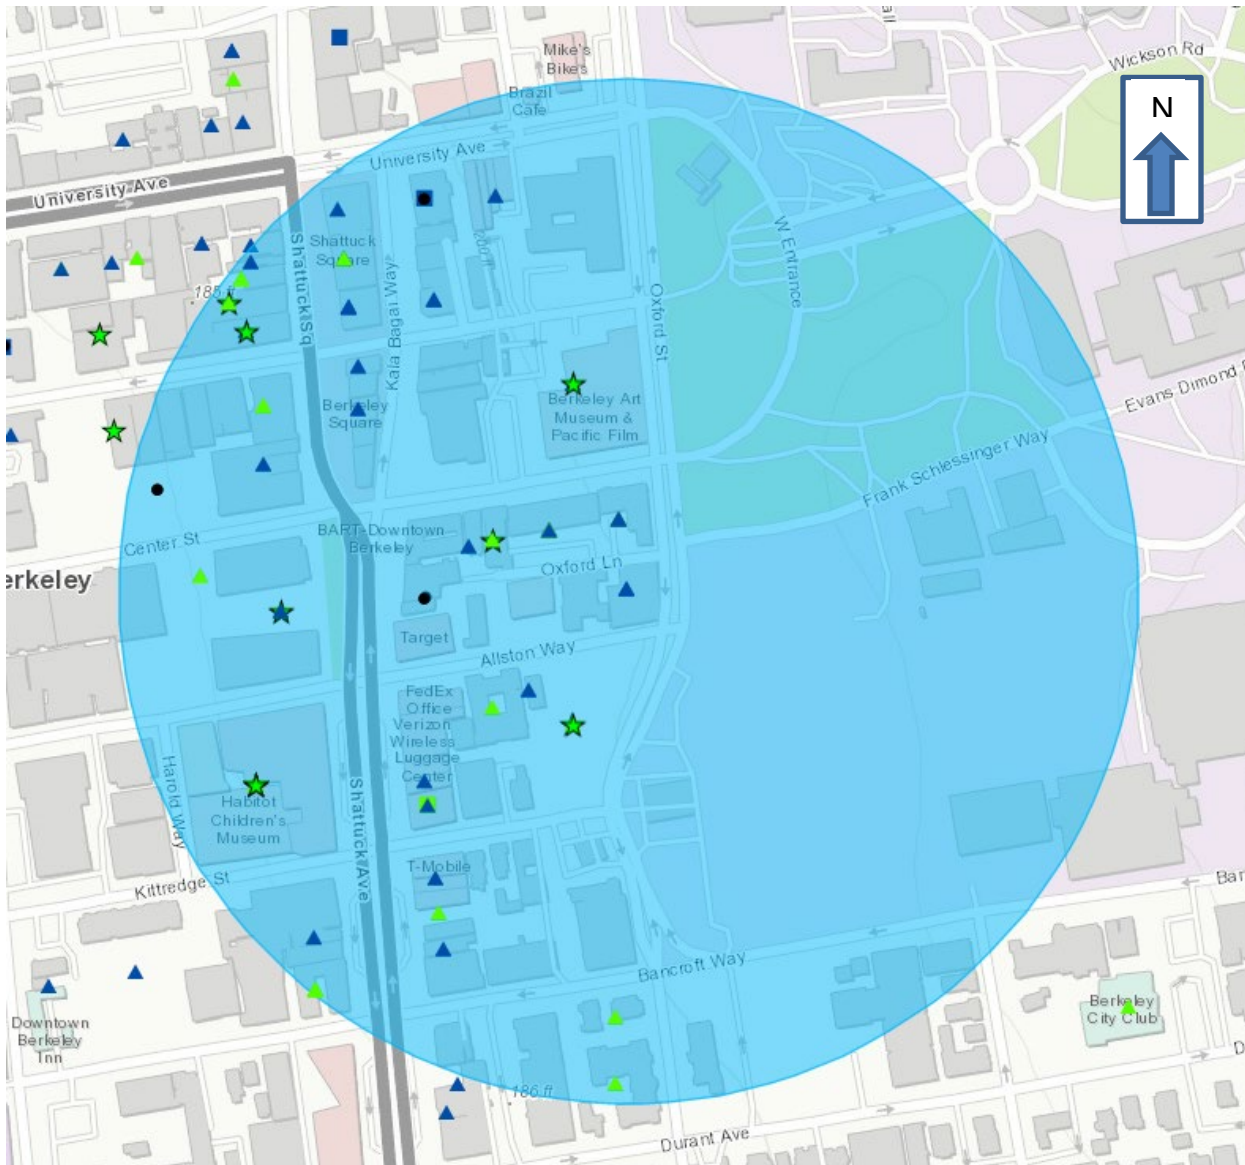 Mike's
Bikes
Wickson Rd
Brazil
Cafe
N
University Ave
University Ave
Shattuck
Square
200 ft
W Entrance
185 ft
Shattuck Sq
Kala Bagai Way
Oxford St
Berkeley Art
Museum &
Pacific Film
Berkeley
Square
Evans Dimond
Frank Schlessinger Way
BART-Downtown
Berkeley
Center St
Oxford Ln
erkeley
Target
Allston Way
FedEx
Office
Verizon
Wireless
Luggage
Center
Harold Way
Shattuck Ave
Habitot
Children's
Museum
T-Mobile
Kittredge St
Ban
Bancroft Way
Berkeley
City Club
Downtown
Berkeley
Inn
D
186 ft
Durant Ave